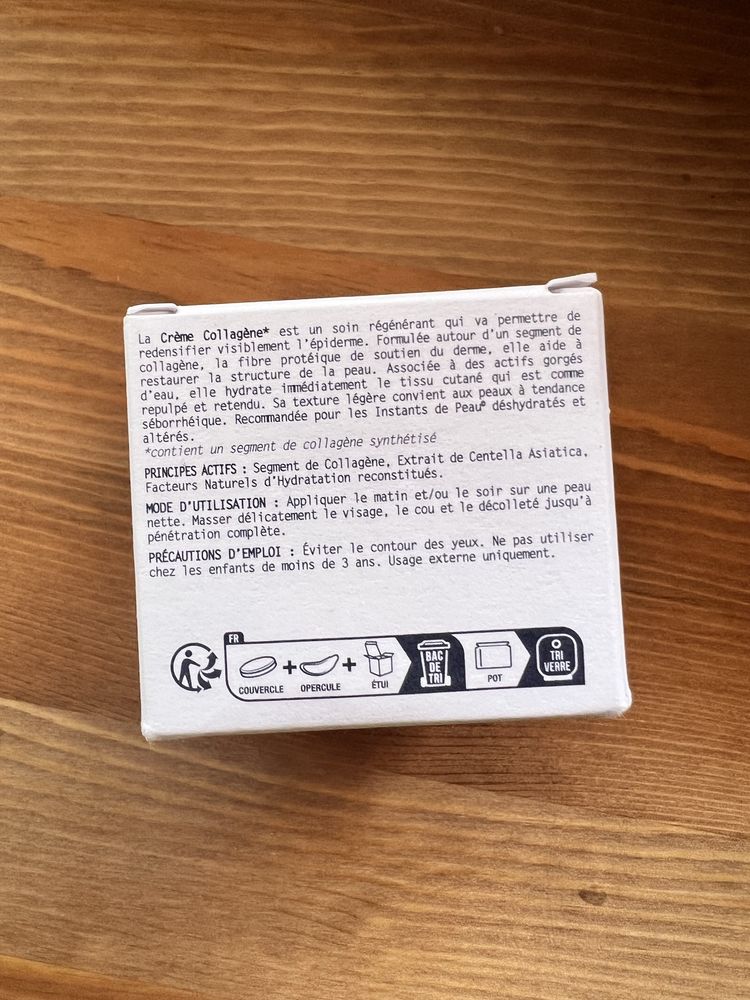 La Crème Collagène* est un soin régénérant qui va permettre de
redensifier visiblement l'épiderme. Formulée autour d'un segment de
collagène, la fibre protéique de soutien du derme, elle aide à
restaurer la structure de la peau. Associée à des actifs gorgés
d'eau, elle hydrate immédiatement le tissu cutané qui est comme
repulpé et retendu. Sa texture légère convient aux peaux à tendance
séborrhéique. Recommandée pour les Instants de Peau® déshydratés et
altérés.
*contient un segment de collagène synthétisé
PRINCIPES ACTIFS : Segment de Collagène, Extrait de Centella Asiatica,
Facteurs Naturels d'Hydratation reconstitués.
MODE D'UTILISATION : Appliquer le matin et/ou le soir sur une peau
nette. Masser délicatement le visage, le cou et le décolleté jusqu'à
pénétration complète.
PRÉCAUTIONS D'EMPLOI : Éviter le contour des yeux. Ne pas utiliser
chez les enfants de moins de 3 ans. Usage externe uniquement.
FR
COUVERCLE + OPERCULE + ÉTUI
BAC
DE
TRI
POT
TRI
VERRE